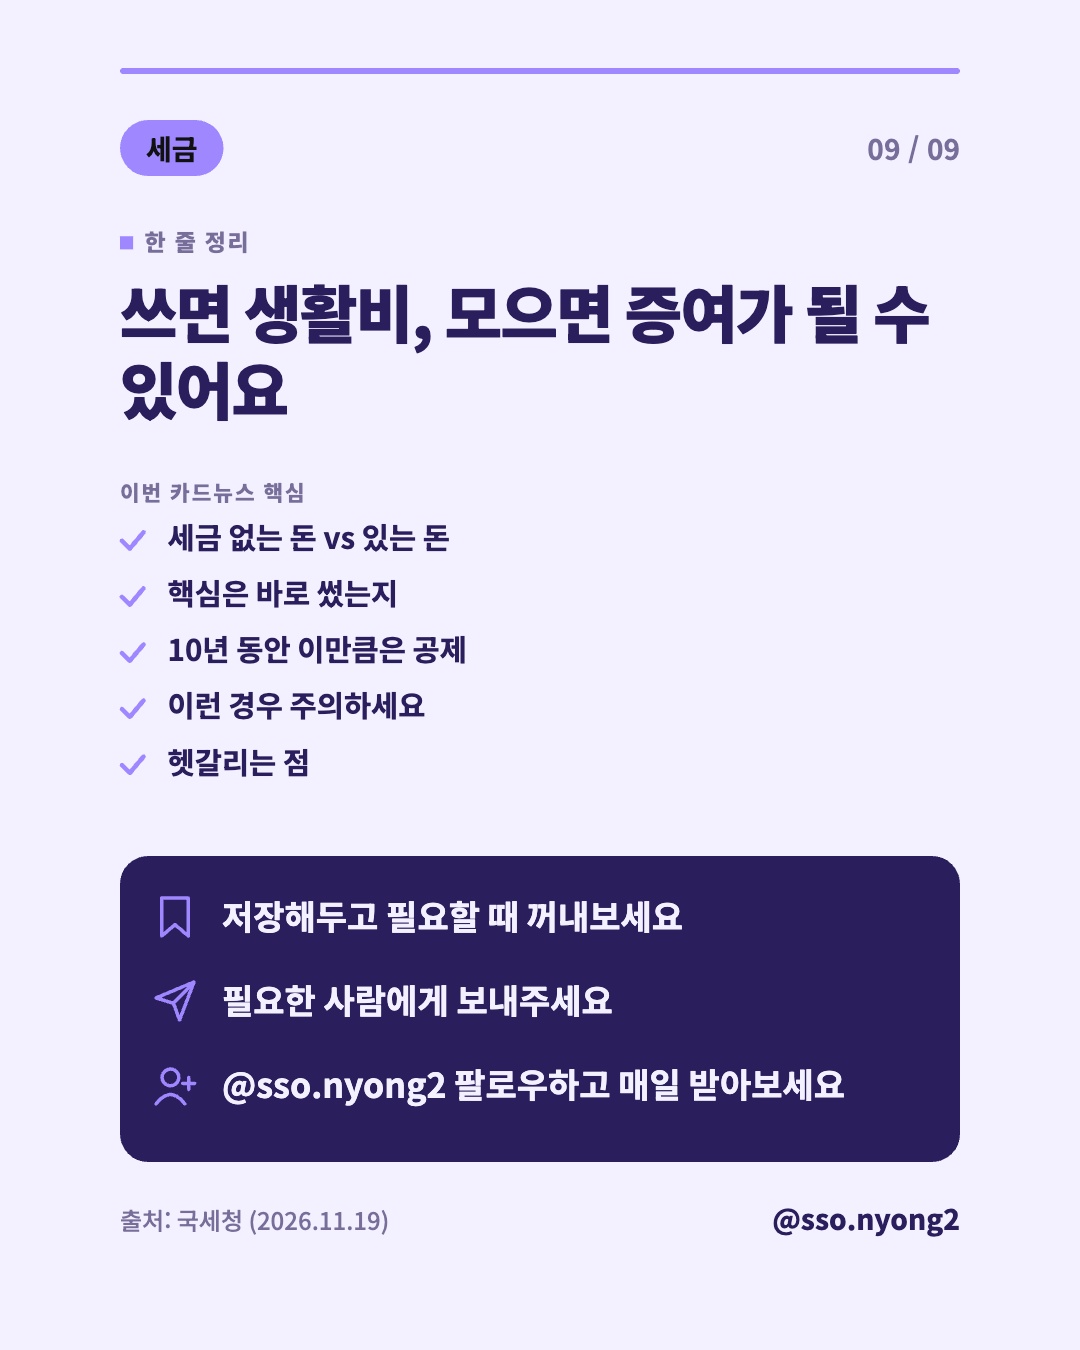 세금
09 / 09
한 줄 정리
쓰면 생활비, 모으면 증여가 될 수
있어요
이번 카드뉴스 핵심
세금 없는 돈 vs 있는 돈
핵심은 바로 썼는지
10년 동안 이만큼은 공제
이런 경우 주의하세요
헷갈리는 점
저장해두고 필요할 때 꺼내보세요
필요한 사람에게 보내주세요
@sso.nyong2 팔로우하고 매일 받아보세요
출처: 국세청 (2026.11.19)
@sso.nyong2